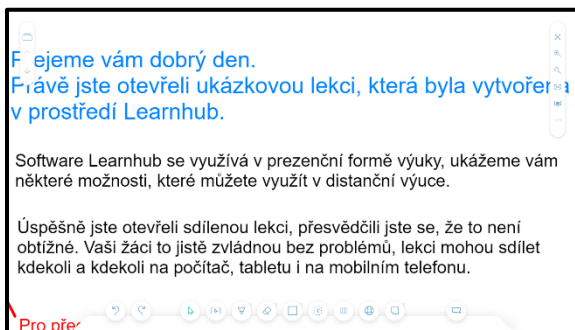 Přejeme vám dobrý den.
Právě jste otevřeli ukázkovou lekci, která byla vytvořena
v prostředí Learnhub.
Software Learnhub se využívá v prezenční formě výuky, ukážeme vám
některé možnosti, které můžete využít v distanční výuce.
Úspěšně jste otevřeli sdílenou lekci, přesvědčili jste se, že to není
obtížné. Vaši žáci to jistě zvládnou bez problémů, lekci mohou sdílet
kdekoli a kdekoli na počítač, tabletu i na mobilním telefonu.
Pro